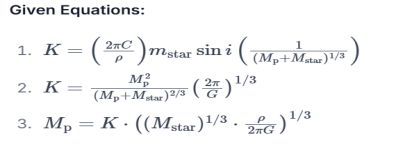 Given Equations:
1. K = (2πC/ρ) m_star sin i (1/(M_p+M_star)^{1/3})
2. K = M_p^2/(M_p+M_star)^{2/3} (2π/G)^{1/3}
3. M_p = K · ((M_star)^{1/3} · ρ/2πG)^{1/3}